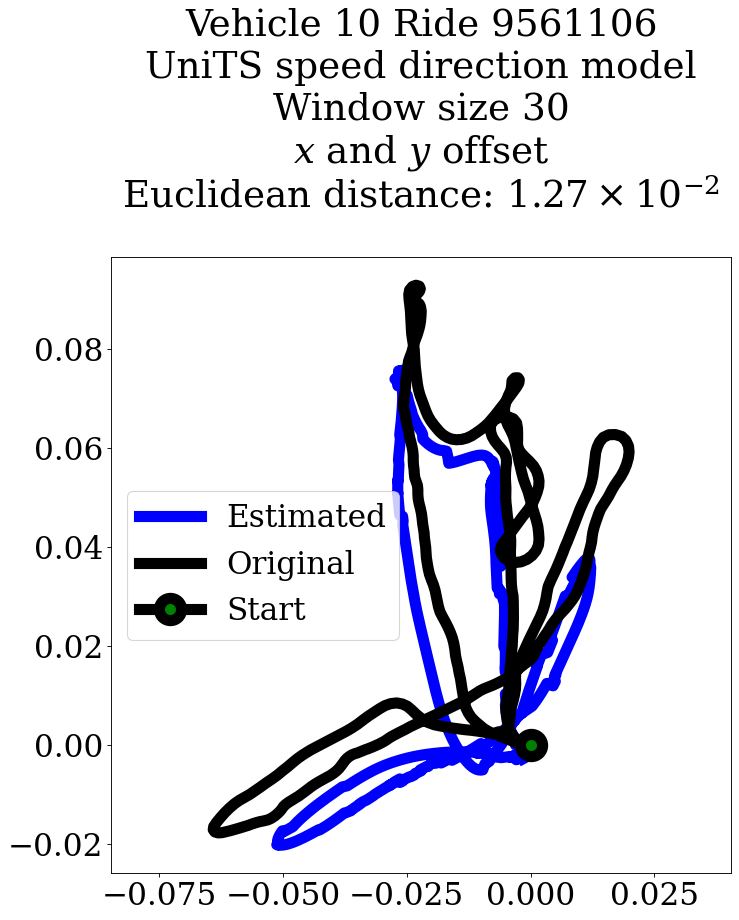 Vehicle 10 Ride 9561106
UniTS speed direction model
Window size 30
x and y offset
Euclidean distance: 1.27 × 10⁻²
0.08
0.06
0.04
0.02
0.00
−0.02
Estimated
Original
Start
−0.075 −0.050 −0.025 0.000 0.025